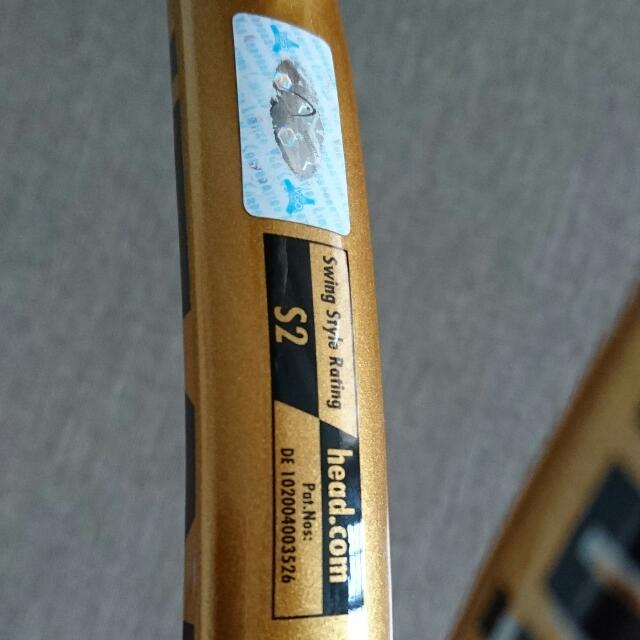 Swing Style Rating
S2
head.com
Pat.Nos:
DE 102004003526